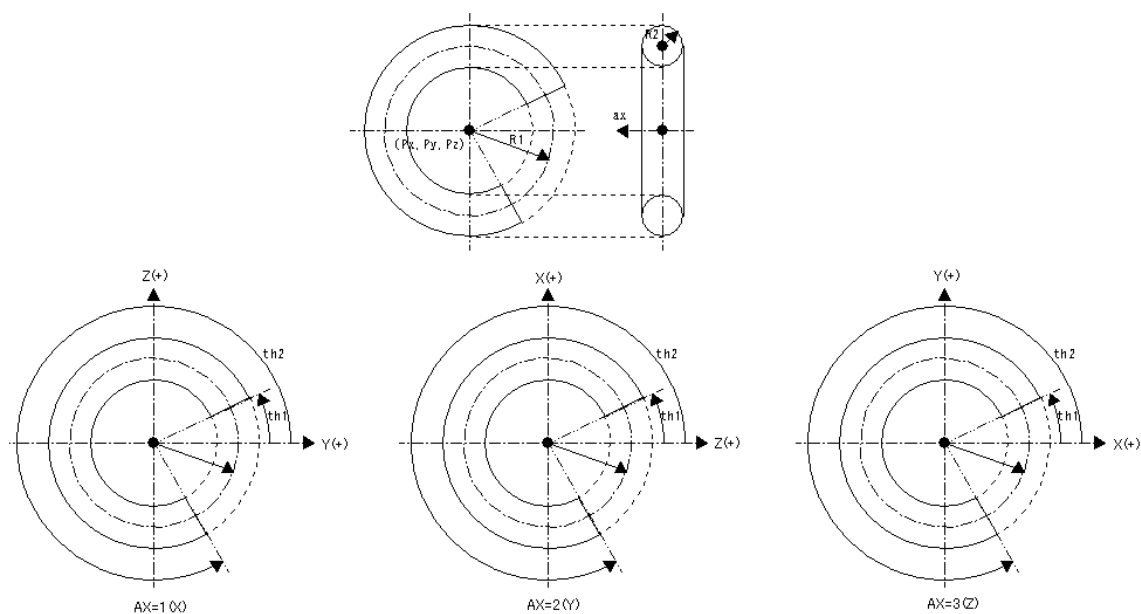 R2
ax
R1
(Px, Py, Pz)
Z(+)
X(+)
Y(+)
th2
th2
th2
th1
th1
th1
Y(+)
Z(+)
X(+)
AX=1(X)
AX=2(Y)
AX=3(Z)